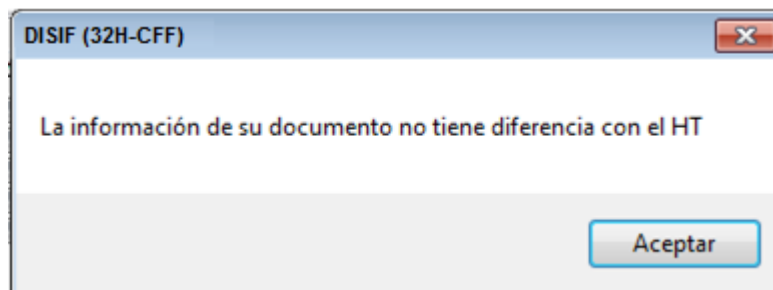 DISIF (32H-CFF)
La información de su documento no tiene diferencia con el HT
Aceptar